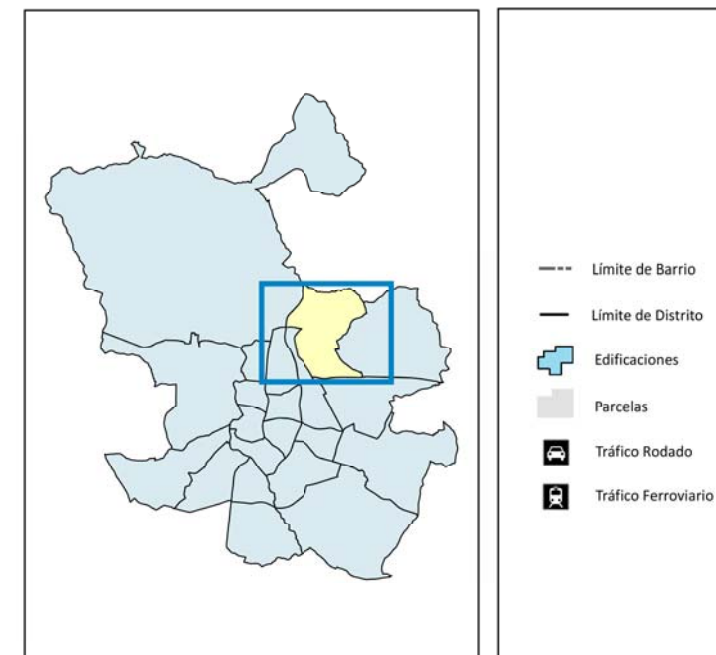 Límite de Barrio
Límite de Distrito
Edificaciones
Parcelas
Tráfico Rodado
Tráfico Ferroviario